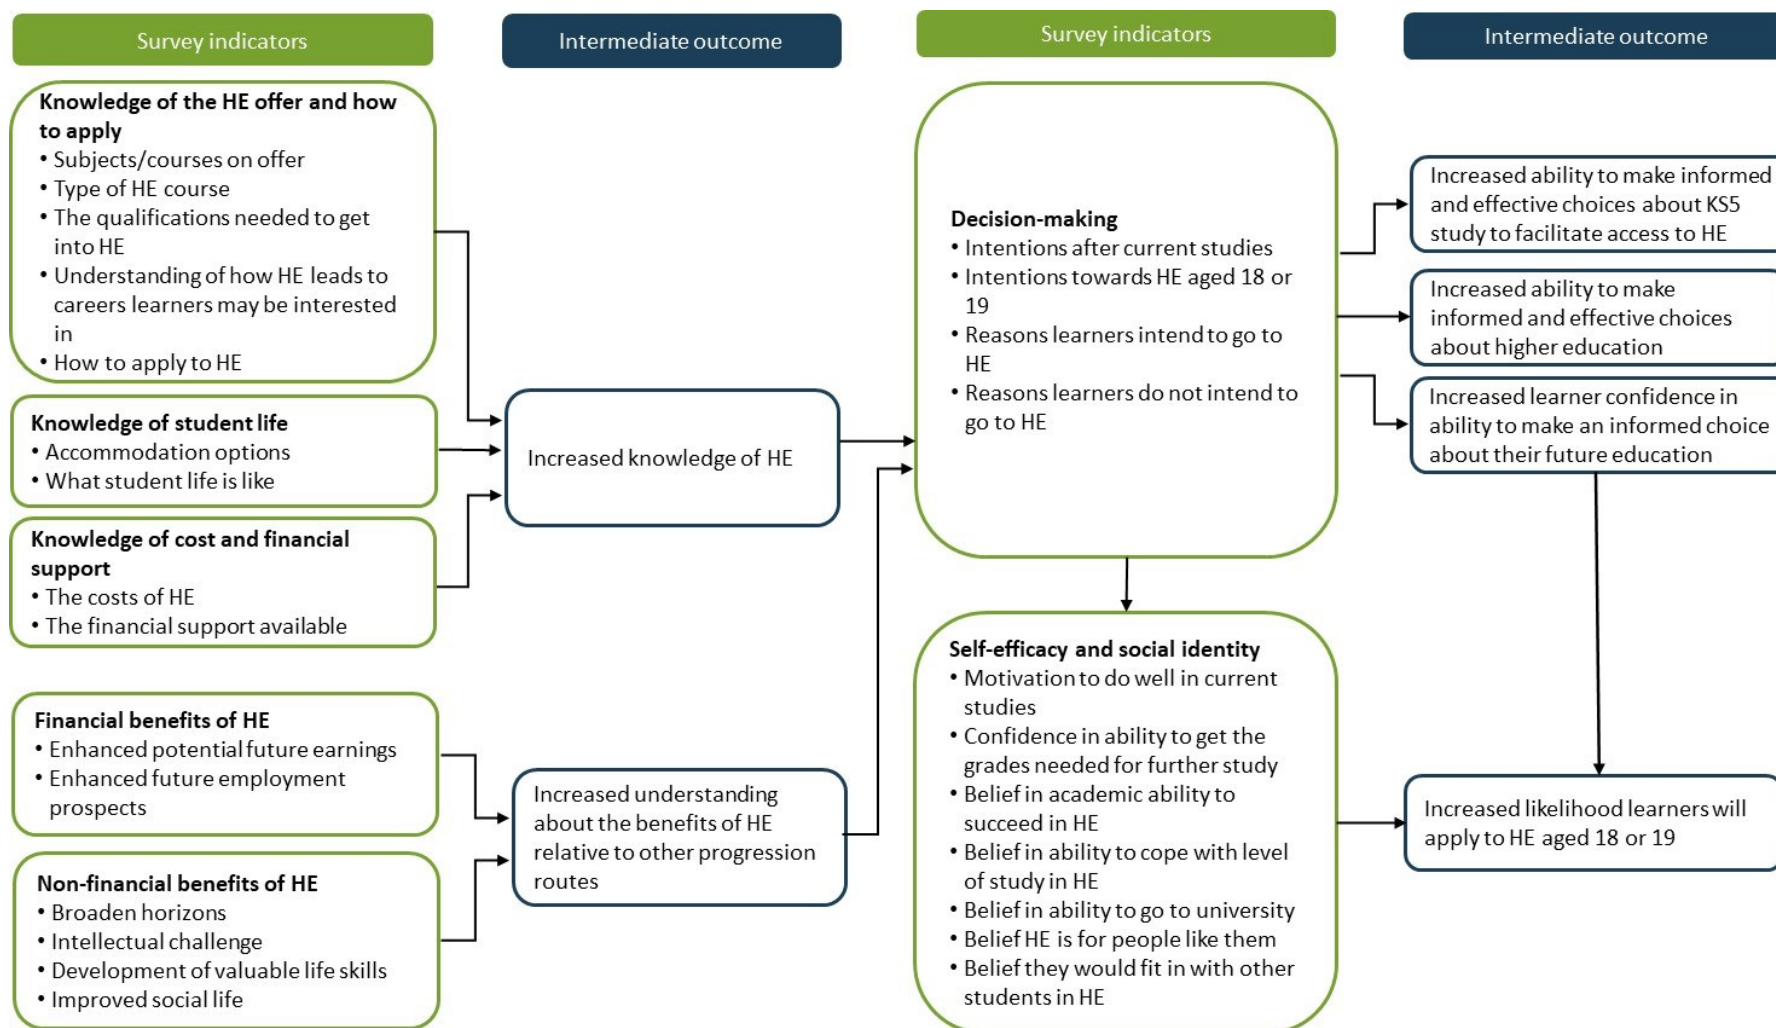 Survey indicators
Intermediate outcome
Survey indicators
Intermediate outcome
Knowledge of the HE offer and how
to apply
• Subjects/courses on offer
• Type of HE course
• The qualifications needed to get
into HE
• Understanding of how HE leads to
careers learners may be interested
in
• How to apply to HE
Knowledge of student life
• Accommodation options
• What student life is like
Knowledge of cost and financial
support
• The costs of HE
• The financial support available
Financial benefits of HE
• Enhanced potential future earnings
• Enhanced future employment
prospects
Non-financial benefits of HE
• Broaden horizons
• Intellectual challenge
• Development of valuable life skills
• Improved social life
Increased knowledge of HE
Increased understanding
about the benefits of HE
relative to other progression
routes
Decision-making
• Intentions after current studies
• Intentions towards HE aged 18 or
19
• Reasons learners intend to go to
HE
• Reasons learners do not intend to
go to HE
Self-efficacy and social identity
• Motivation to do well in current
studies
• Confidence in ability to get the
grades needed for further study
• Belief in academic ability to
succeed in HE
• Belief in ability to cope with level
of study in HE
• Belief in ability to go to university
• Belief HE is for people like them
• Belief they would fit in with other
students in HE
Increased ability to make informed
and effective choices about KS5
study to facilitate access to HE
Increased ability to make
informed and effective choices
about higher education
Increased learner confidence in
ability to make an informed choice
about their future education
Increased likelihood learners will
apply to HE aged 18 or 19